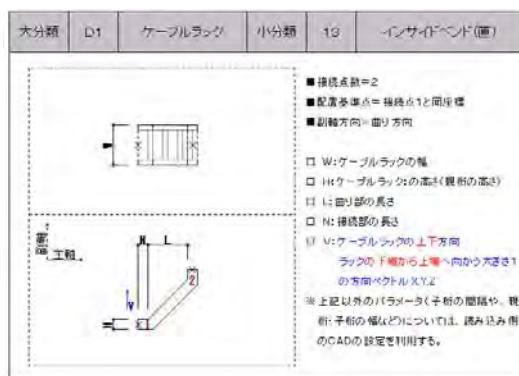 大分類 D1 ケーブルラック 小分類 13 インサイドベンド(直)
■接続点数=2
■配置基準点=接続点1と同座標
■副軸方向=曲り方向
□ W:ケーブルラックの幅
□ H:ケーブルラックの高さ(親桁の高さ)
□ L:曲り部の長さ
□ N:接続部の長さ
□ V:ケーブルラックの上下方向
ラックの下端から上端へ向かう大きさ1
の方向ベクトル X,Y,Z
※上記以外のパラメータ(子桁の間隔や、親
桁・子桁の幅など)については、読み込み側
のCADの設定を利用する。
W
副軸
主軸
N L
V
H
2